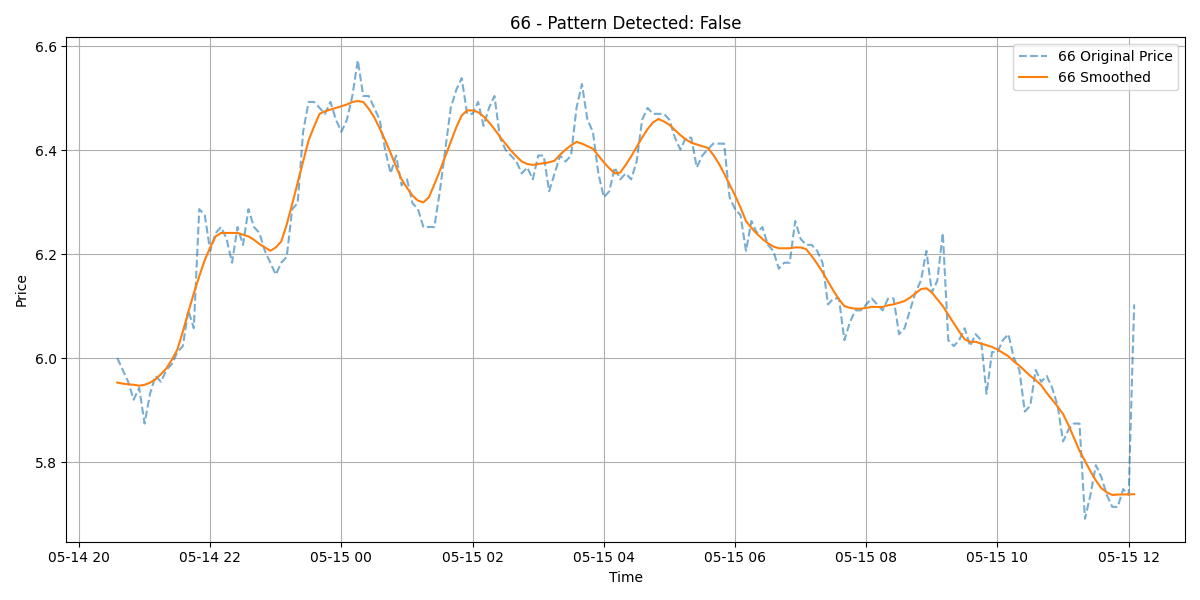 66 - Pattern Detected: False
66 Original Price
66 Smoothed
6.6
6.4
6.2
6.0
5.8
Price
05-14 20 05-14 22 05-15 00 05-15 02 05-15 04 05-15 06 05-15 08 05-15 10 05-15 12
Time